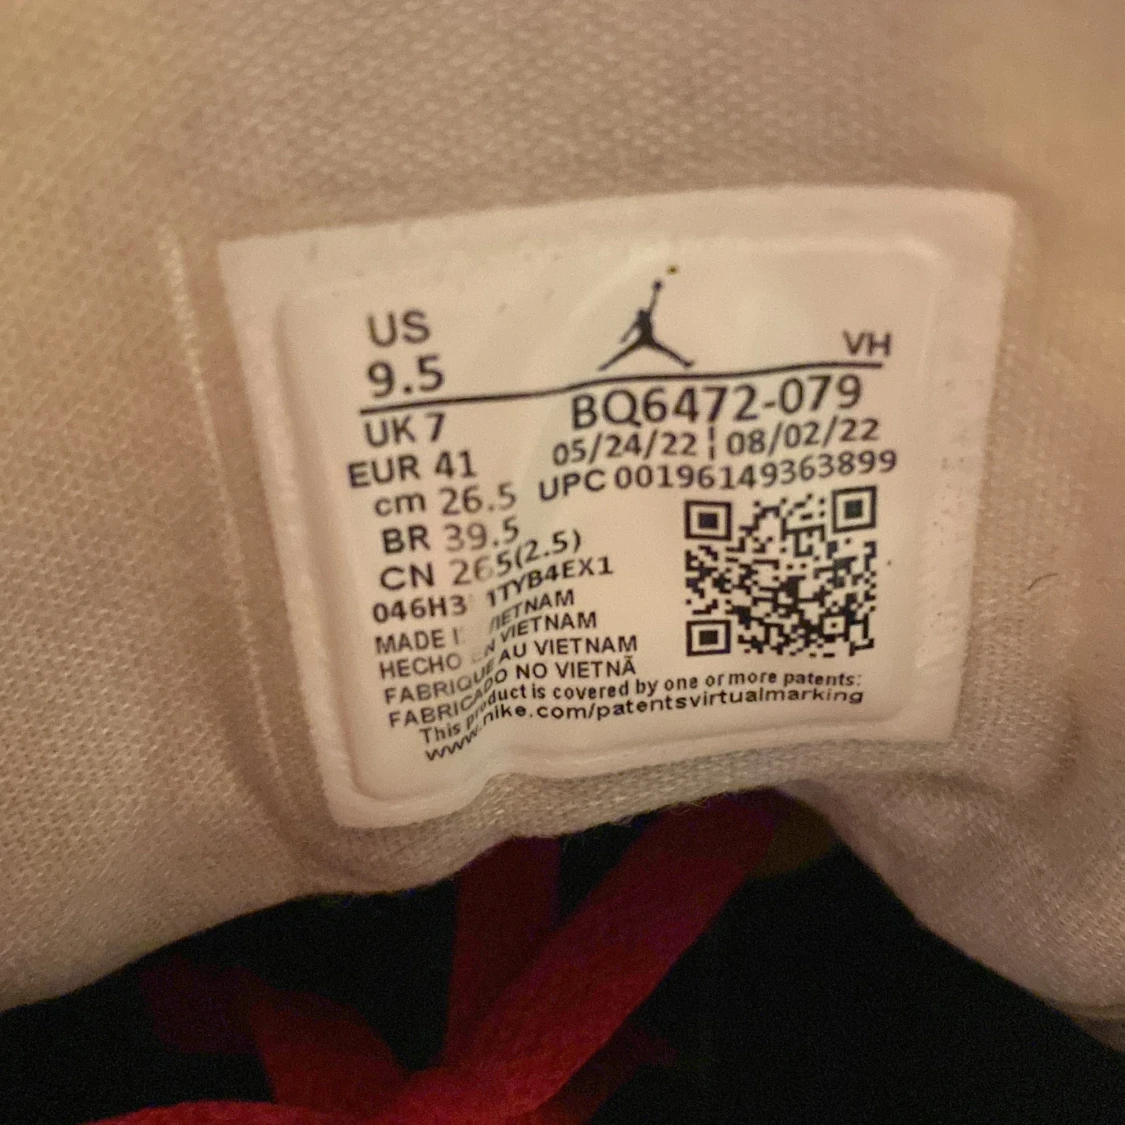 US
9.5
VH
UK 7
BQ6472-079
EUR 41
05/24/22 | 08/02/22
cm 26.5
UPC 00196149363899
BR 39.5
CN 265(2.5)
046H3 1TYB4EX1
MADE I VIETNAM
HECHO EN VIETNAM
FABRIQUE AU VIETNAM
FABRICADO NO VIETNÃ
This product is covered by one or more patents:
www.nike.com/patentsvirtualmarking